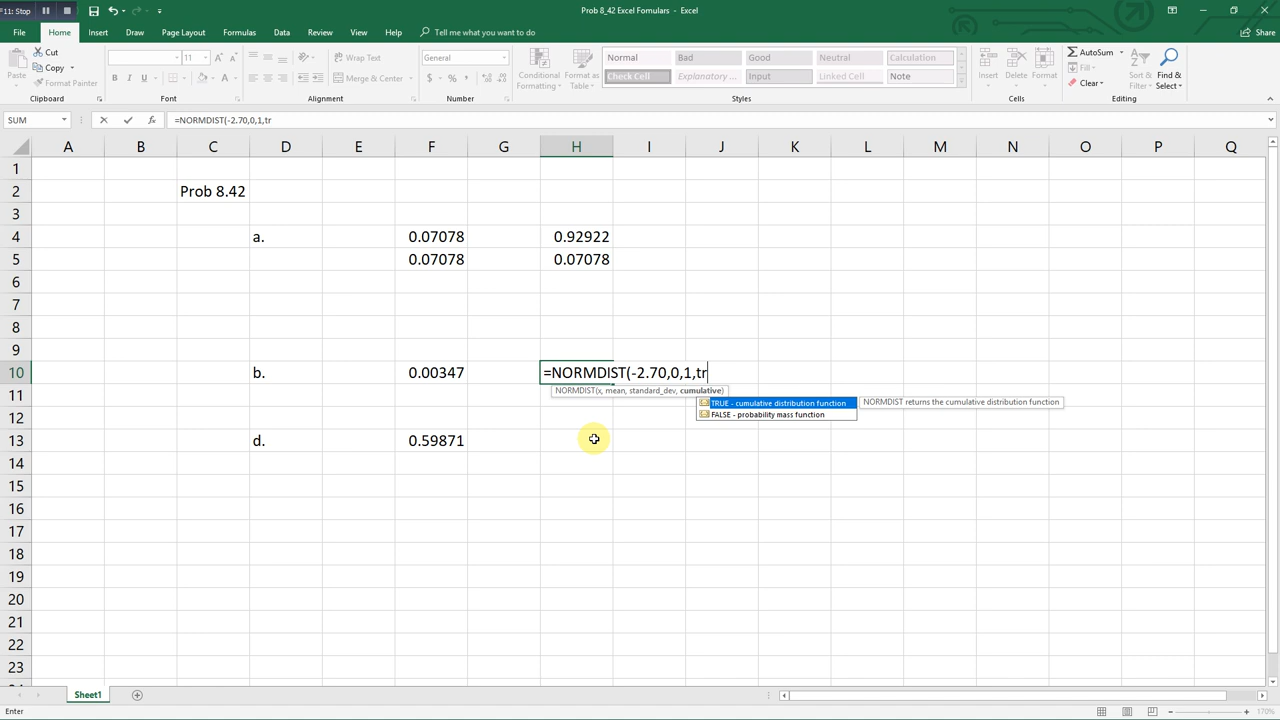 F11: Stop
Prob 8_42 Excel Fomulars - Excel
File Home Insert Draw Page Layout Fomulars Data Review View Help Tell me what you want to do Share
Paste
Cut
Copy
Format Painter
Clipboard
11
B I U
Font
Wrap Text
Merge & Center
Alignment
General
$ % ,
Number
Conditional Formatting
Format as Table
Normal Bad Good Neutral Calculation
Check Cell Explanatory ... Input Linked Cell Note
Styles
Insert Delete Format
Cells
AutoSum
Fill
Clear
Sort & Filter
Find & Select
Editing
SUM fx =NORMDIST(-2.70,0,1,tr
A B C D E F G H I J K L M N O P Q
1
2 Prob 8.42
3
4 a. 0.07078 0.92922
5 0.07078 0.07078
6
7
8
9
10 b. 0.00347 =NORMDIST(-2.70,0,1,tr
NORMDIST(x, mean, standard_dev, cumulative)
TRUE - cumulative distribution function NORMDIST returns the cumulative distribution function
FALSE - probability mass function
13 d. 0.59871
14
15
16
17
18
19
20
21
22
23
Sheet1
Enter 170%